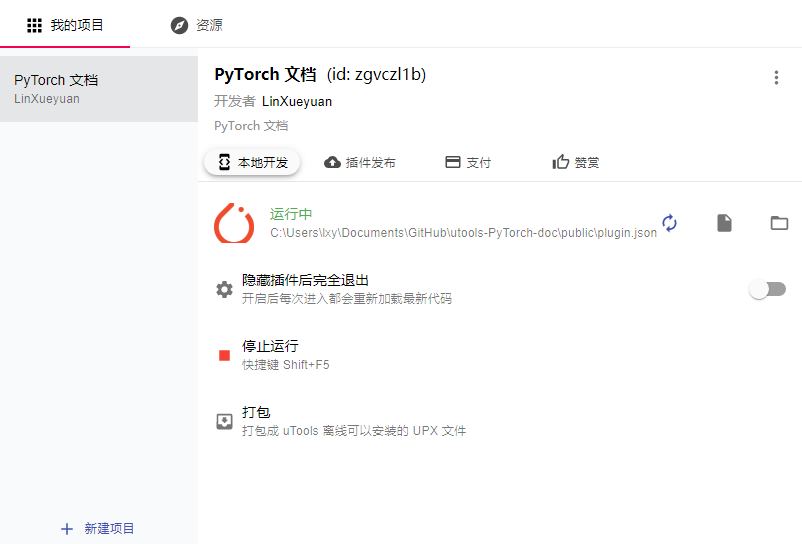 我的项目
资源
PyTorch 文档
LinXueyuan
PyTorch 文档 (id: zgvczl1b)
开发者 LinXueyuan
PyTorch 文档
本地开发
插件发布
支付
赞赏
运行中
C:\Users\lxy\Documents\GitHub\utools-PyTorch-doc\public\plugin.json
隐藏插件后完全退出
开启后每次进入都会重新加载最新代码
停止运行
快捷键 Shift+F5
打包
打包成 uTools 离线可以安装的 UPX 文件
新建项目